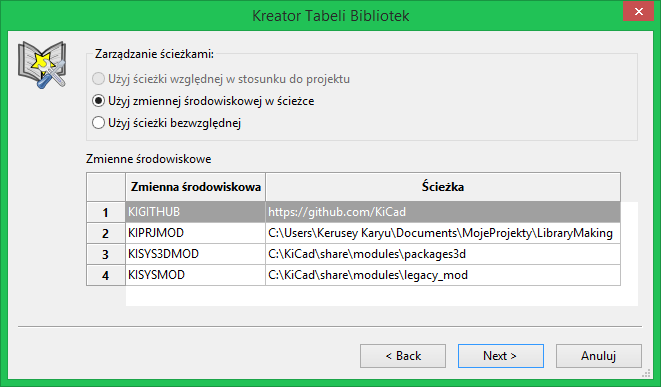 Kreator Tabeli Bibliotek
Zarządzanie ścieżkami:
Użyj ścieżki względnej w stosunku do projektu
Użyj zmiennej środowiskowej w ścieżce
Użyj ścieżki bezwzględnej
Zmienne środowiskowe
Zmienna środowiskowa Ścieżka
1 KIGITHUB https://github.com/KiCad
2 KIPRJMOD C:\Users\Kerusey Karyu\Documents\MojeProjekty\LibraryMaking
3 KISYS3DMOD C:\KiCad\share\modules\packages3d
4 KISYSMOD C:\KiCad\share\modules\legacy_mod
< Back Next > Anuluj